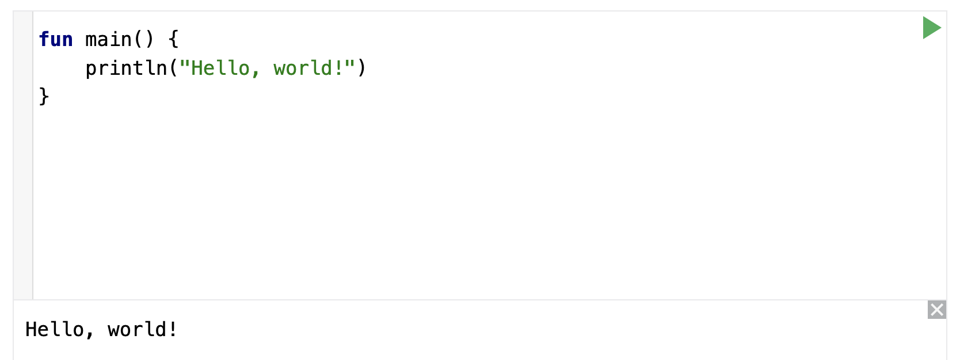 fun main() {
    println("Hello, world!")
}
Hello, world!